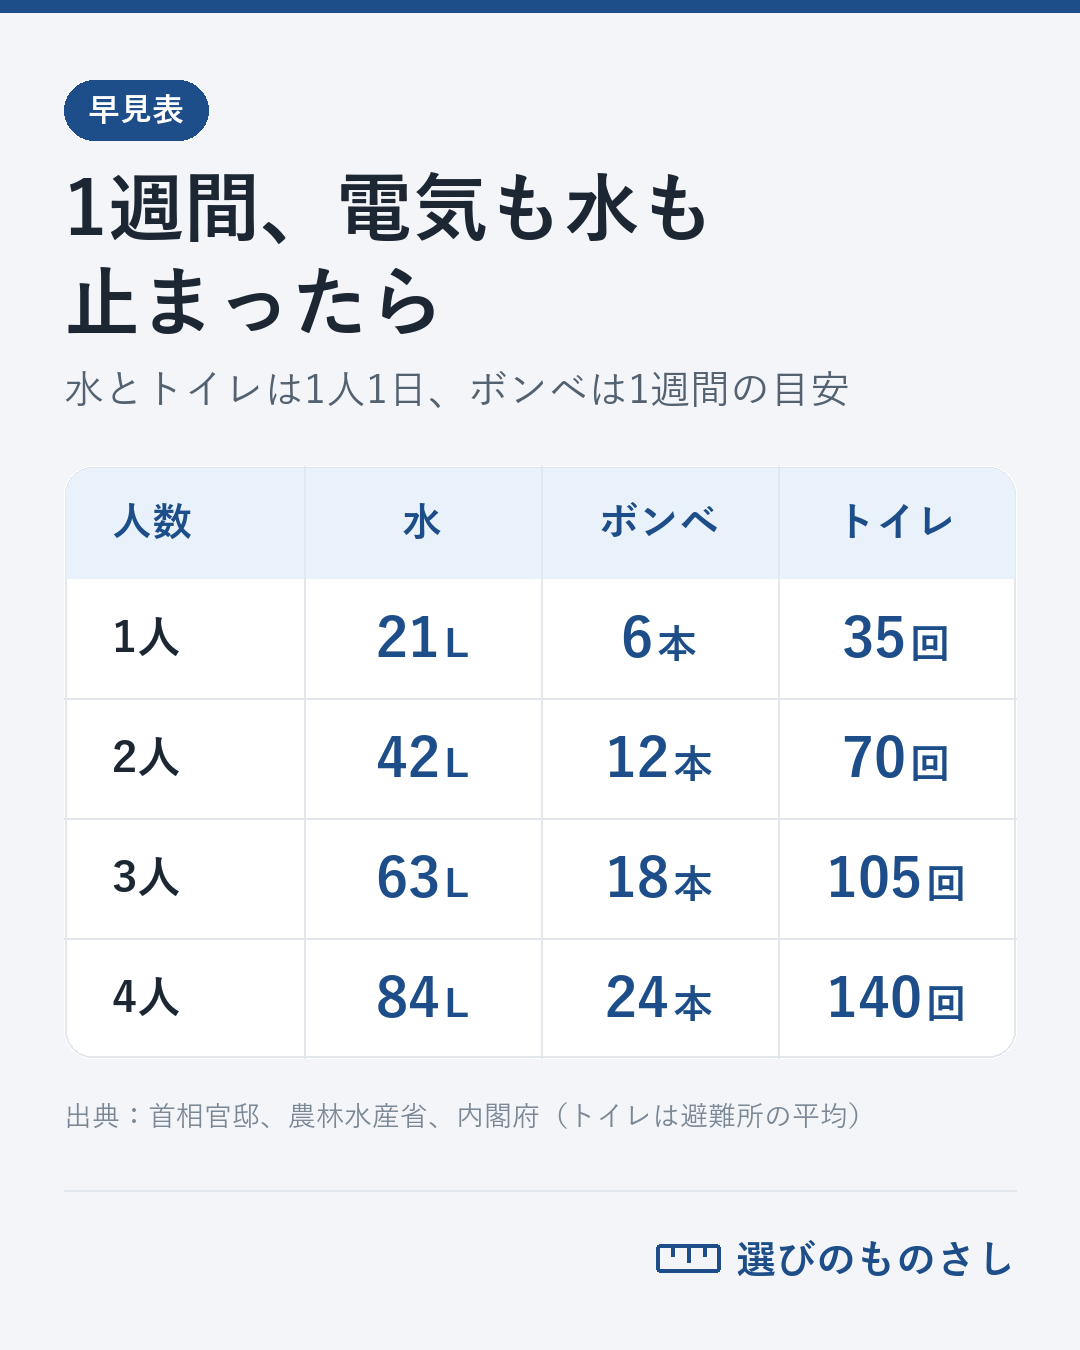 早見表
1週間、電気も水も
止まったら
水とトイレは1人1日、ボンベは1週間の目安
人数 水 ボンベ トイレ
1人 21L 6本 35回
2人 42L 12本 70回
3人 63L 18本 105回
4人 84L 24本 140回
出典：首相官邸、農林水産省、内閣府（トイレは避難所の平均）
選びのものさし